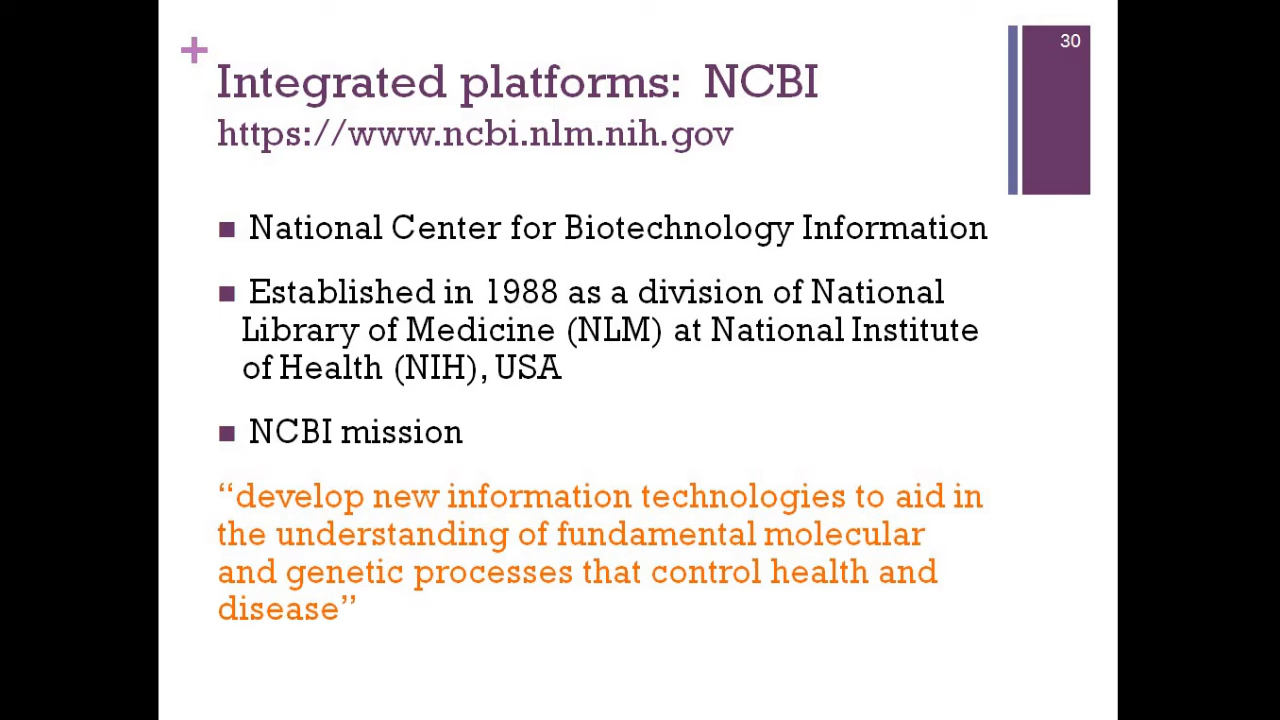 30
+
Integrated platforms: NCBI
https://www.ncbi.nlm.nih.gov
■ National Center for Biotechnology Information
■ Established in 1988 as a division of National
Library of Medicine (NLM) at National Institute
of Health (NIH), USA
■ NCBI mission
“develop new information technologies to aid in
the understanding of fundamental molecular
and genetic processes that control health and
disease”